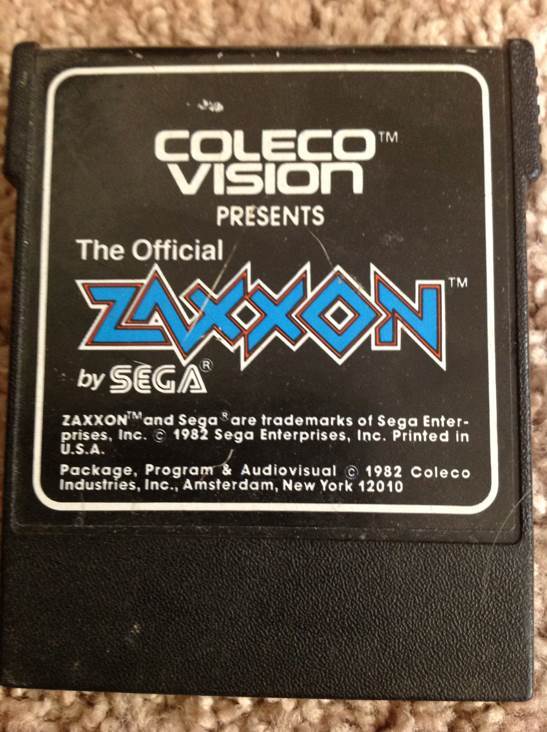 COLECO™
VISION
PRESENTS
The Official
ZAXXON™
by SEGA®
ZAXXON™ and Sega® are trademarks of Sega Enter-
prises, Inc. © 1982 Sega Enterprises, Inc. Printed in
U.S.A.
Package, Program & Audiovisual © 1982 Coleco
Industries, Inc., Amsterdam, New York 12010